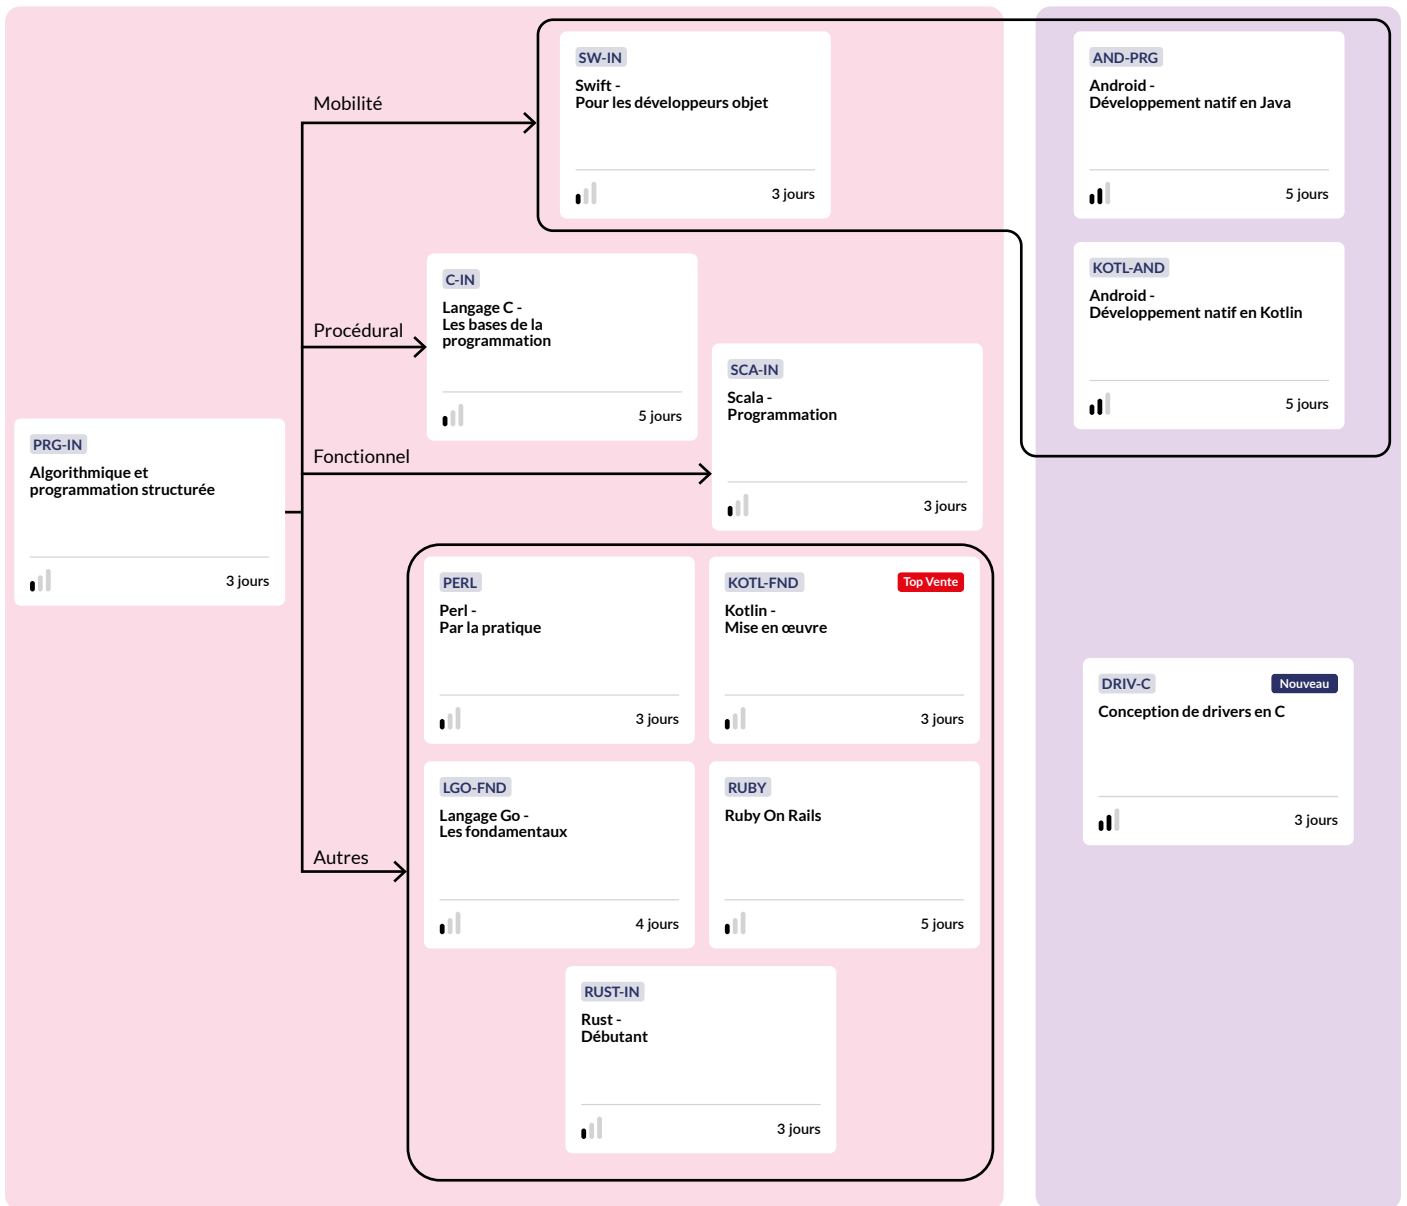 SW-IN
Swift -
Pour les développeurs objet
3 jours
AND-PRG
Android -
Développement natif en Java
5 jours
Mobilité
KOTL-AND
Android -
Développement natif en Kotlin
5 jours
C-IN
Langage C -
Les bases de la
programmation
5 jours
Procédural
SCA-IN
Scala -
Programmation
3 jours
Fonctionnel
PRG-IN
Algorithmique et
programmation structurée
3 jours
PERL
Perl -
Par la pratique
3 jours
KOTL-FND
Top Vente
Kotlin -
Mise en œuvre
3 jours
DRIV-C
Nouveau
Conception de drivers en C
3 jours
LGO-FND
Langage Go -
Les fondamentaux
4 jours
RUBY
Ruby On Rails
5 jours
Autres
RUST-IN
Rust -
Débutant
3 jours